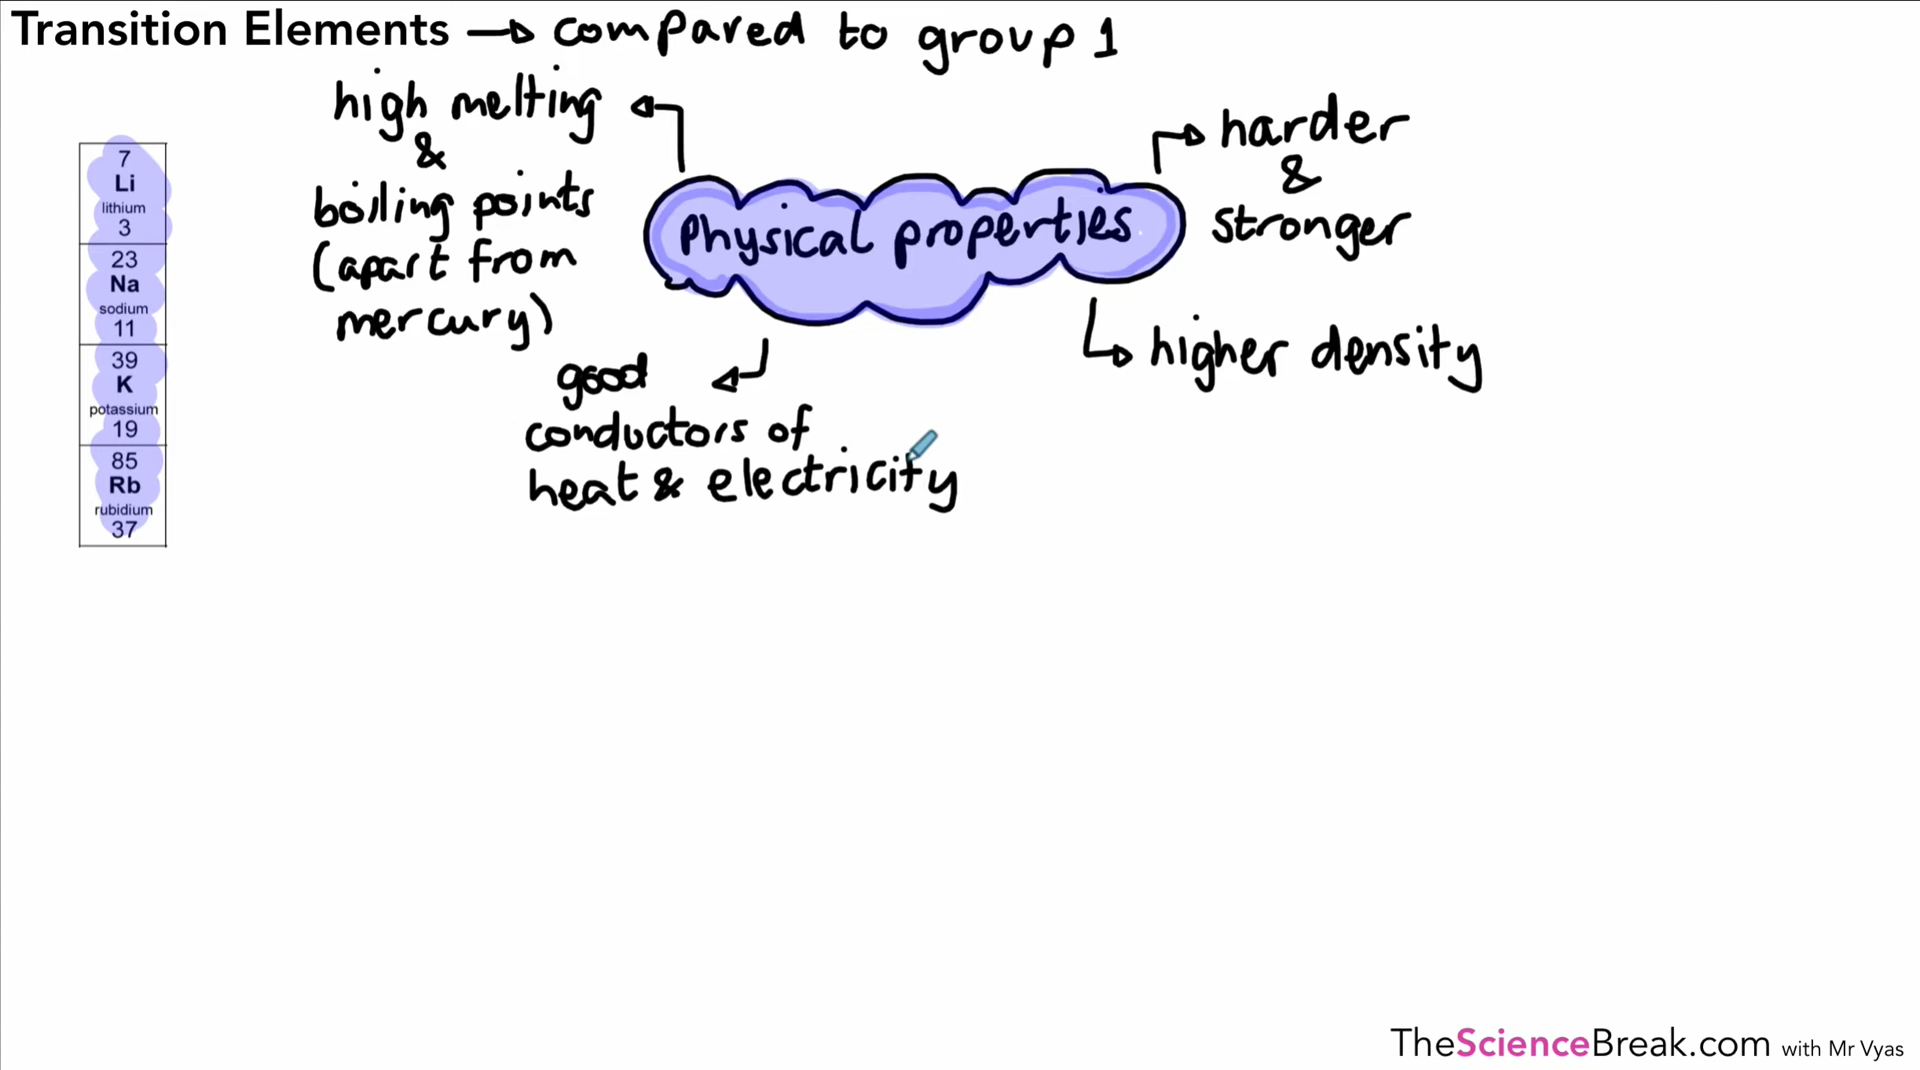 Transition Elements → compared to group 1
high melting
&
boiling points
(apart from
mercury)
Physical properties
harder
&
stronger
higher density
good
conductors of
heat & electricity
7
Li
lithium
3
23
Na
sodium
11
39
K
potassium
19
85
Rb
rubidium
37
TheScienceBreak.com with Mr Vyas